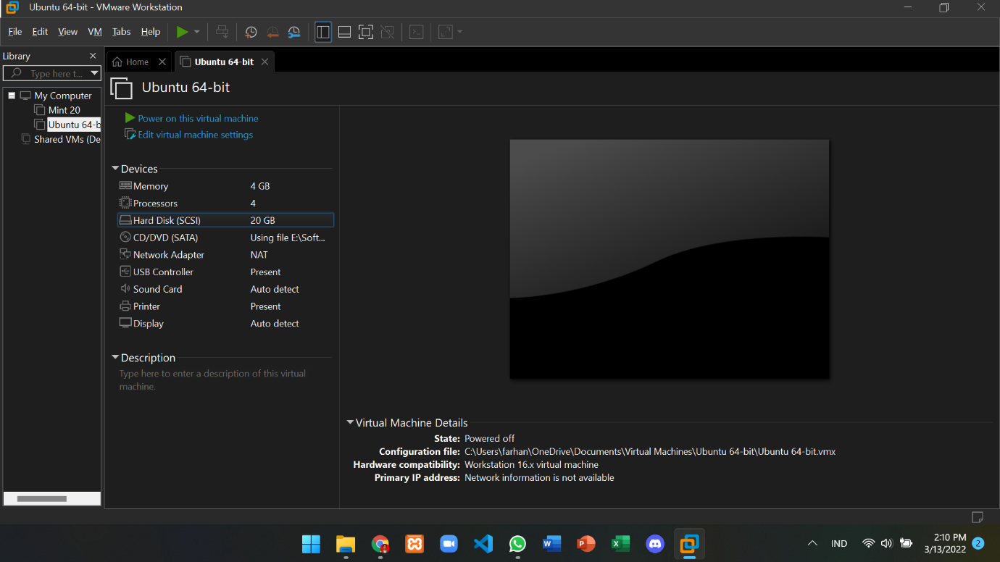 Ubuntu 64-bit - VMware Workstation
File Edit View VM Tabs Help
Library
Type here t...
My Computer
Mint 20
Ubuntu 64-b
Shared VMs (De
Home
Ubuntu 64-bit
Ubuntu 64-bit
Power on this virtual machine
Edit virtual machine settings
Devices
Memory 4 GB
Processors 4
Hard Disk (SCSI) 20 GB
CD/DVD (SATA) Using file E:\Soft...
Network Adapter NAT
USB Controller Present
Sound Card Auto detect
Printer Present
Display Auto detect
Description
Type here to enter a description of this virtual
machine.
Virtual Machine Details
State: Powered off
Configuration file: C:\Users\farhan\OneDrive\Documents\Virtual Machines\Ubuntu 64-bit\Ubuntu 64-bit.vmx
Hardware compatibility: Workstation 16.x virtual machine
Primary IP address: Network information is not available
IND
2:10 PM
3/13/2022
2